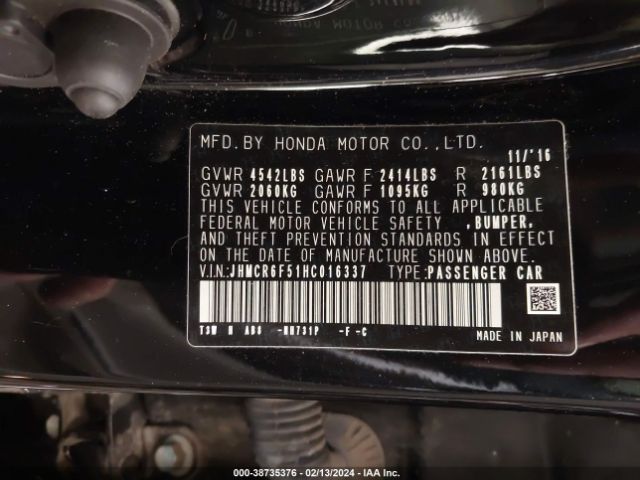 MFD.BY HONDA MOTOR CO.,LTD.
11/'16
GVWR 4542LBS GAWR F 2414LBS R 2161LBS
GVWR 2060KG GAWR F 1095KG R 980KG
THIS VEHICLE CONFORMS TO ALL APPLICABLE
FEDERAL MOTOR VEHICLE SAFETY ,BUMPER,
AND THEFT PREVENTION STANDARDS IN EFFECT
ON THE DATE OF MANUFACTURE SHOWN ABOVE.
V.I.N:JHMCR6F51HC016337 TYPE:PASSENGER CAR
-NH731P -F-C
MADE IN JAPAN
000-38735376 - 02/13/2024 - IAA Inc.